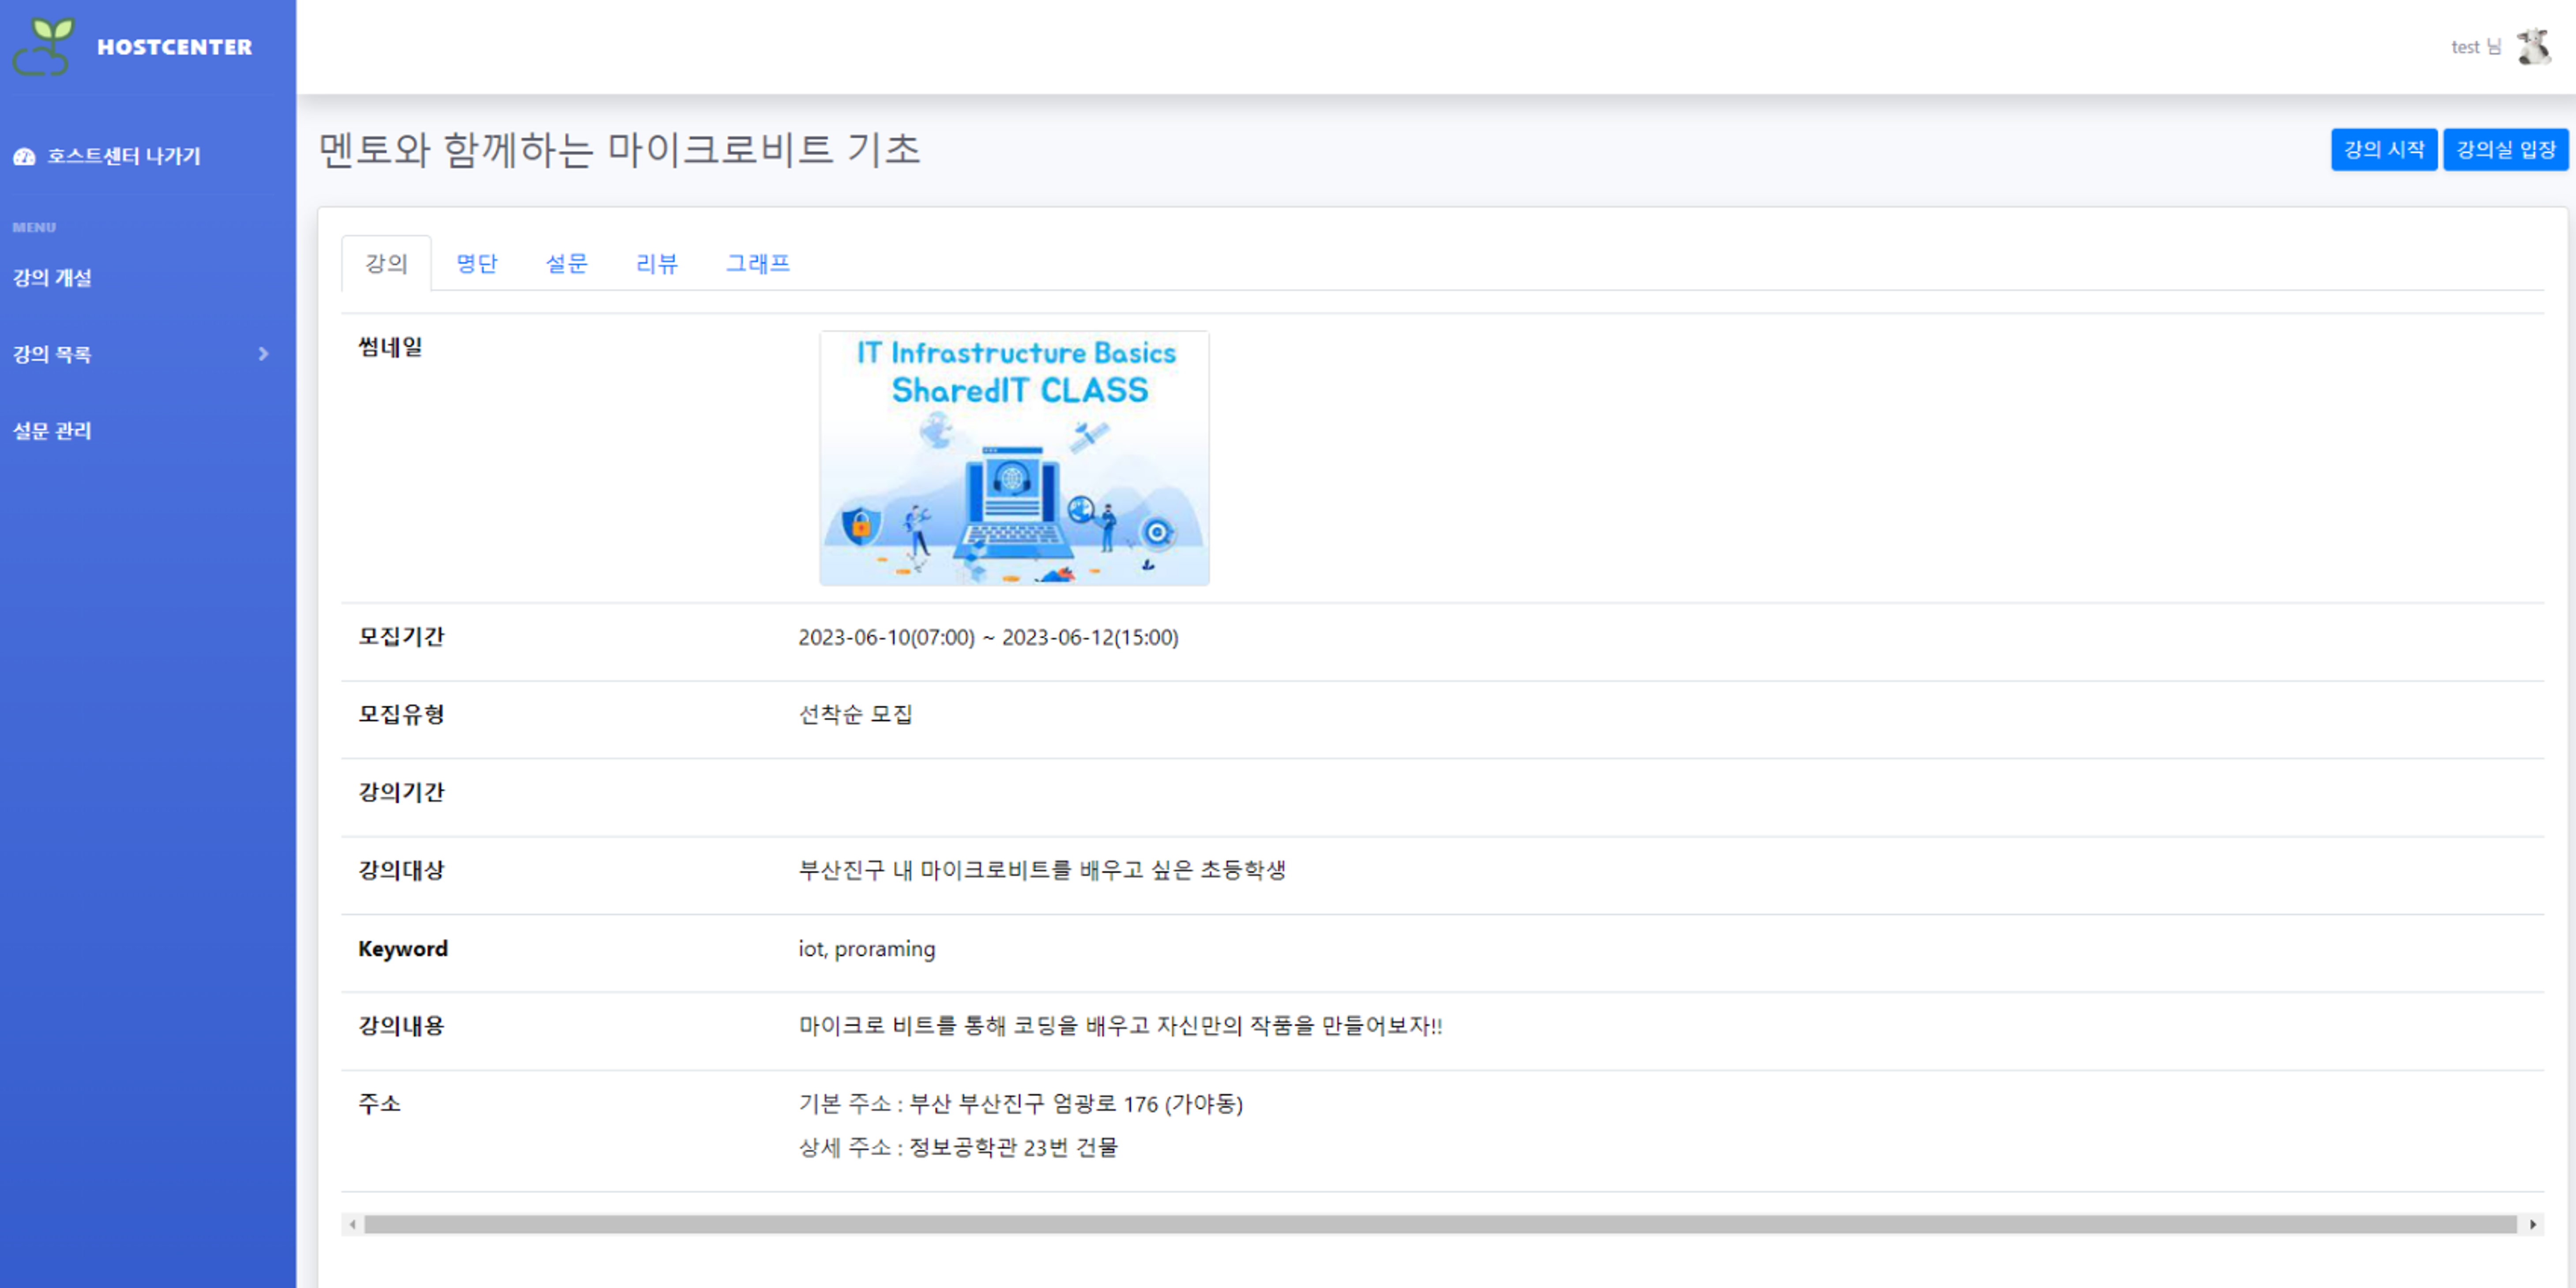 HOSTCENTER
test 님
호스트센터 나가기
MENU
강의 개설
강의 목록
설문 관리
멘토와 함께하는 마이크로비트 기초
강의 시작 강의실 입장
강의 명단 설문 리뷰 그래프
썸네일
IT Infrastructure Basics
SharedIT CLASS
모집기간 2023-06-10(07:00) ~ 2023-06-12(15:00)
모집유형 선착순 모집
강의기간
강의대상 부산진구 내 마이크로비트를 배우고 싶은 초등학생
Keyword iot, proraming
강의내용 마이크로 비트를 통해 코딩을 배우고 자신만의 작품을 만들어보자!!
주소 기본 주소 : 부산 부산진구 엄광로 176 (가야동)
상세 주소 : 정보공학관 23번 건물